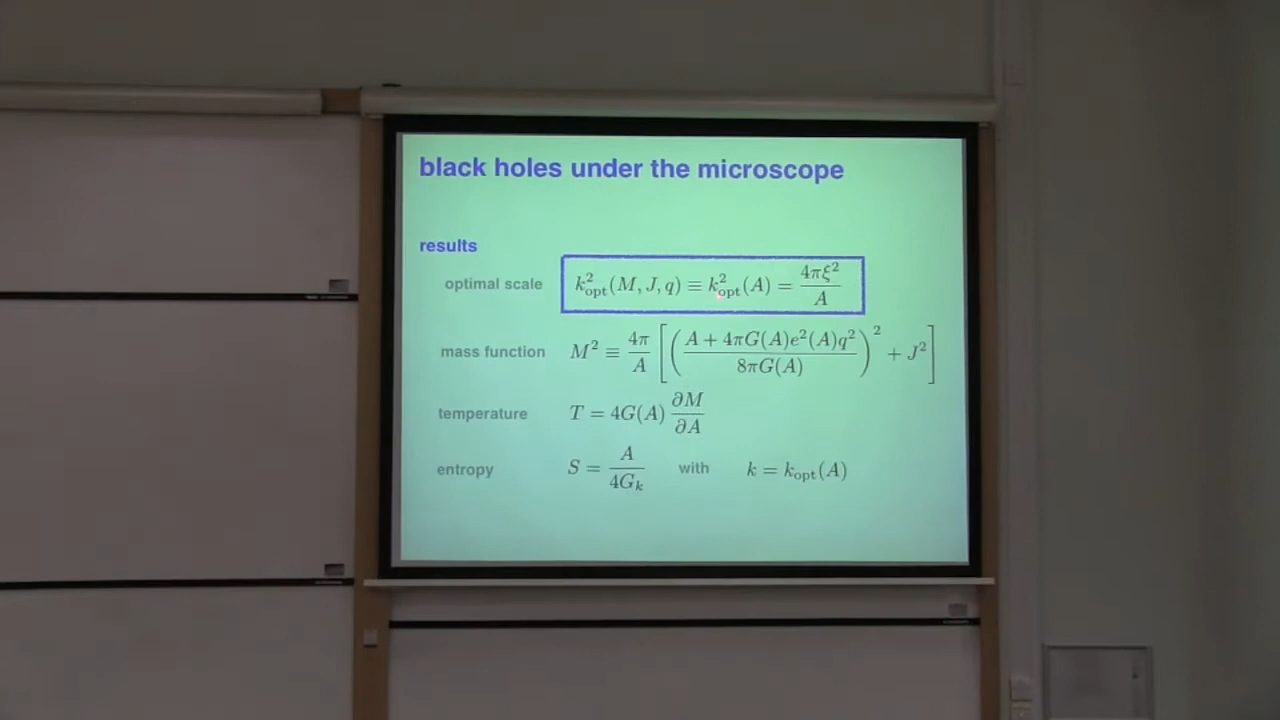 black holes under the microscope
results
optimal scale k²_opt(M, J, q) ≡ k²_opt(A) = 4πξ² / A
mass function M² ≡ 4π/A [ ( (A + 4πG(A)e²(A)q²) / 8πG(A) )² + J² ]
temperature T = 4G(A) ∂M/∂A
entropy S = A / 4G_k with k = k_opt(A)